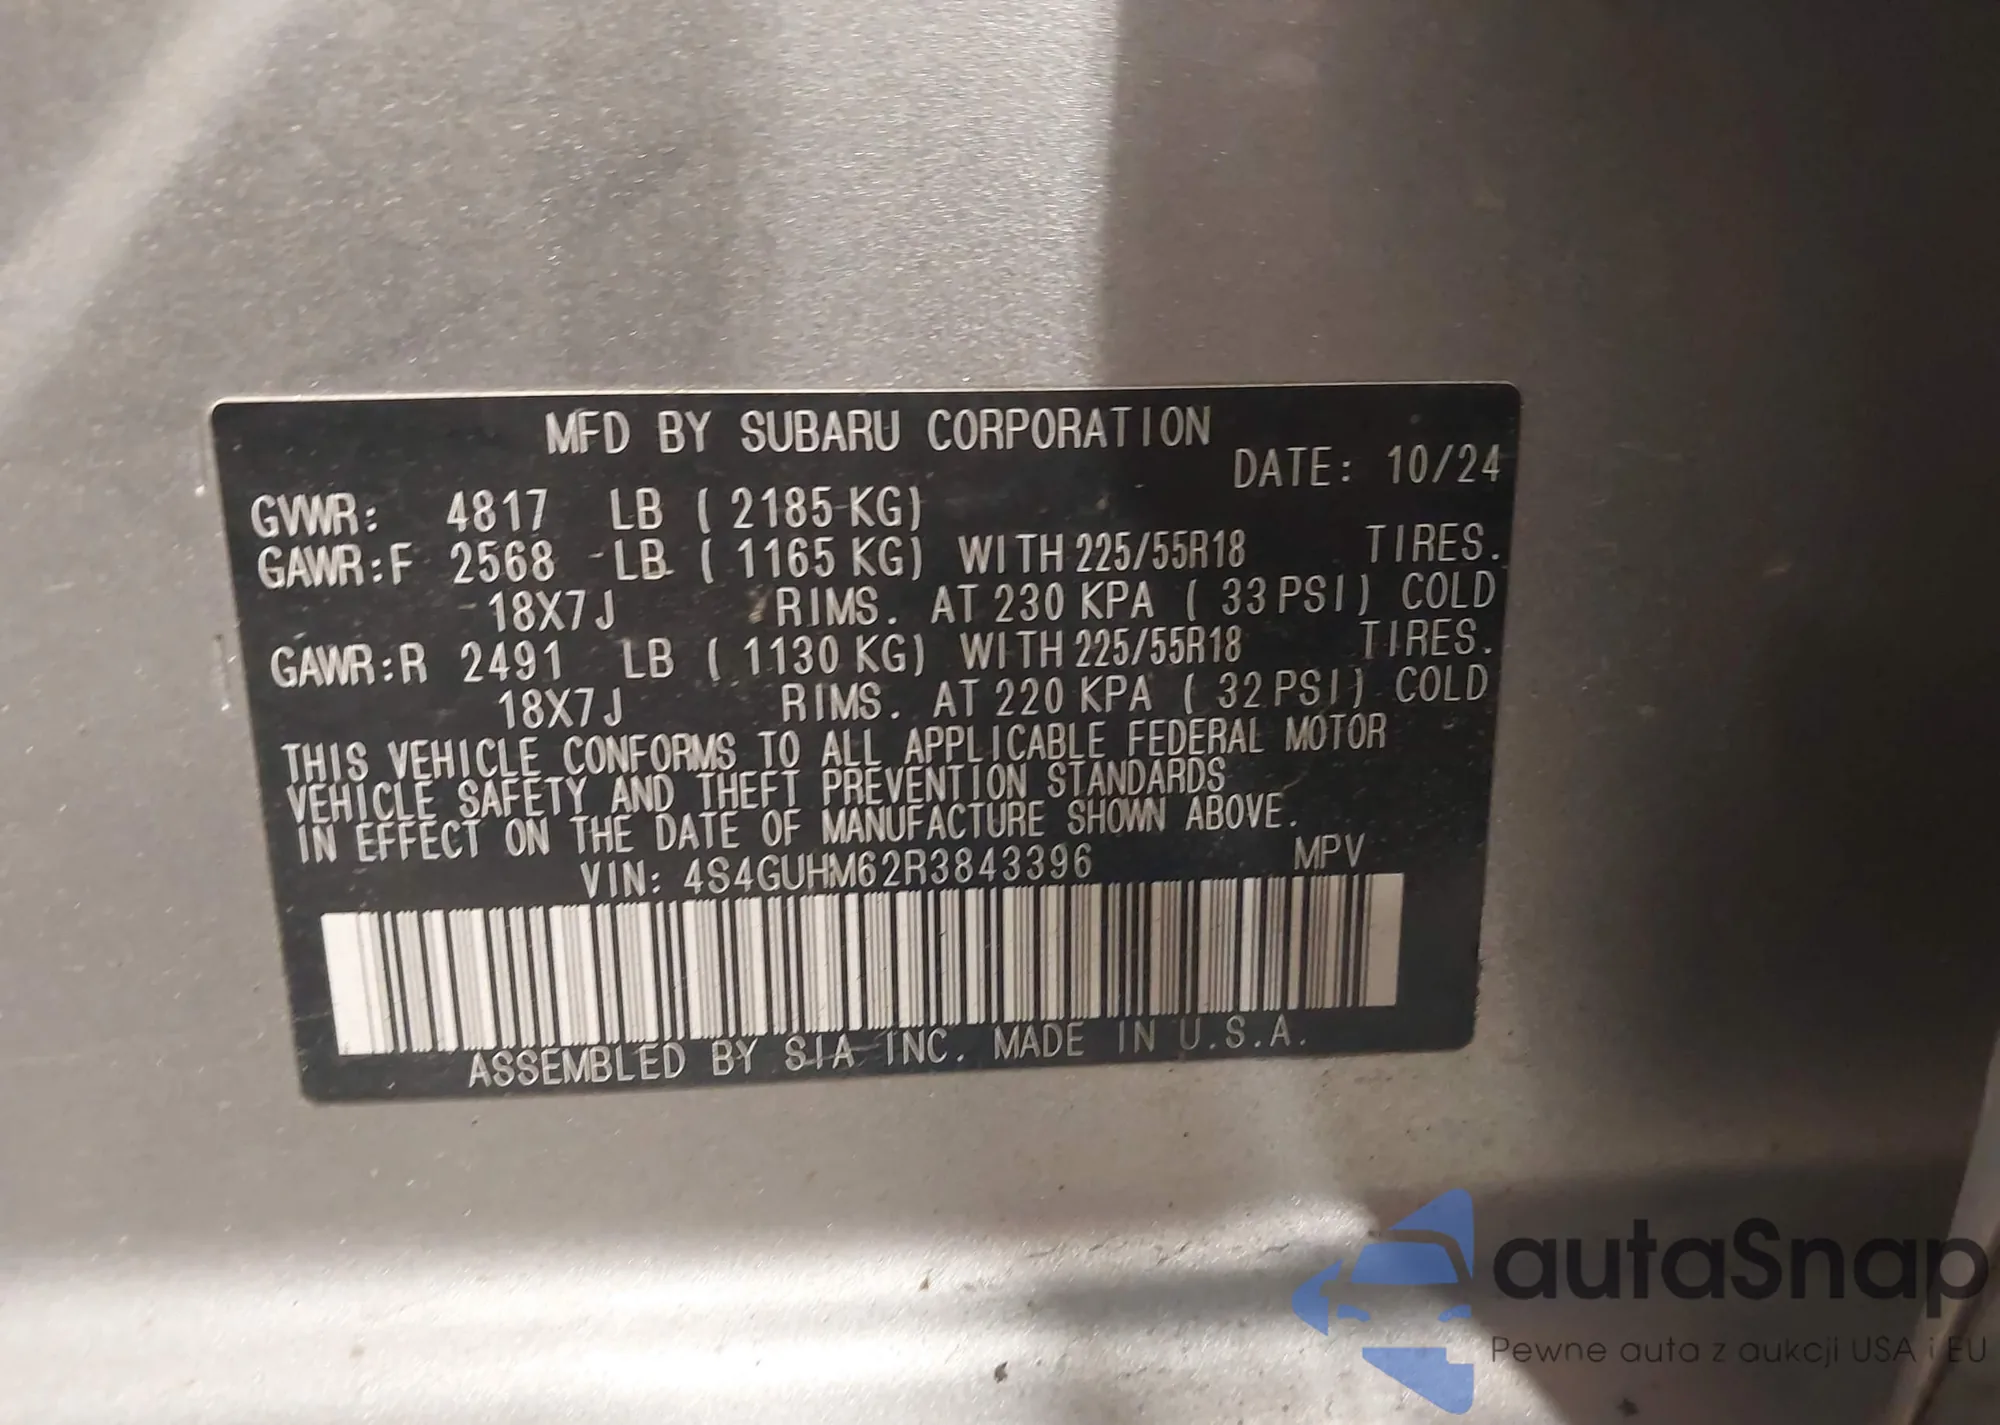 MFD BY SUBARU CORPORATION
DATE: 10/24
GVWR: 4817 LB ( 2185 KG)
GAWR:F 2568 LB ( 1165 KG) WITH 225/55R18 TIRES.
18X7J RIMS. AT 230 KPA ( 33 PSI) COLD
GAWR:R 2491 LB ( 1130 KG) WITH 225/55R18 TIRES.
18X7J RIMS. AT 220 KPA ( 32 PSI) COLD
THIS VEHICLE CONFORMS TO ALL APPLICABLE FEDERAL MOTOR
VEHICLE SAFETY AND THEFT PREVENTION STANDARDS
IN EFFECT ON THE DATE OF MANUFACTURE SHOWN ABOVE.
VIN: 4S4GUHM62R3843396 MPV
ASSEMBLED BY SIA INC. MADE IN U.S.A.
autaSnap
Pewne auta z aukcji USA i EU